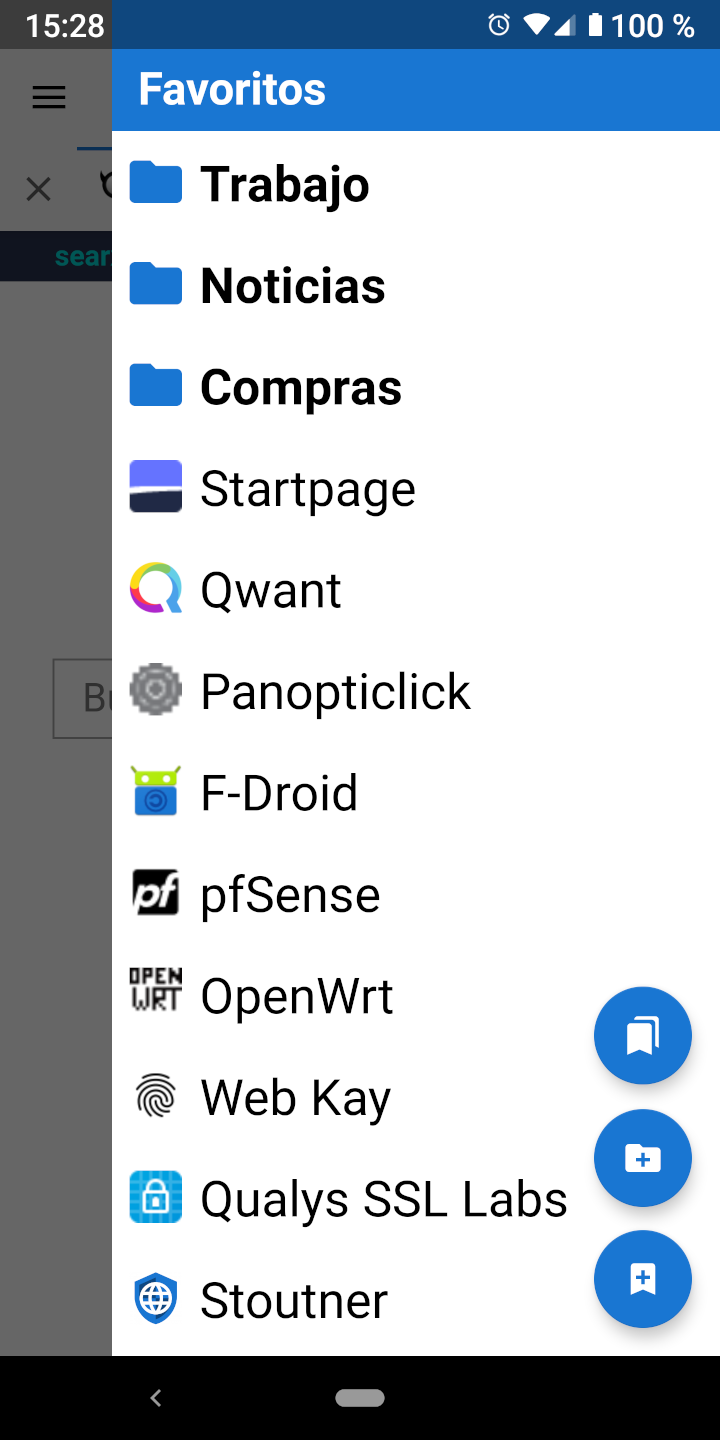 15:28
100 %
Favoritos
sear
Trabajo
Noticias
Compras
Startpage
Qwant
Bu
Panopticlick
F-Droid
pf
pfSense
OPEN
WRT
OpenWrt
Web Kay
Qualys SSL Labs
Stoutner